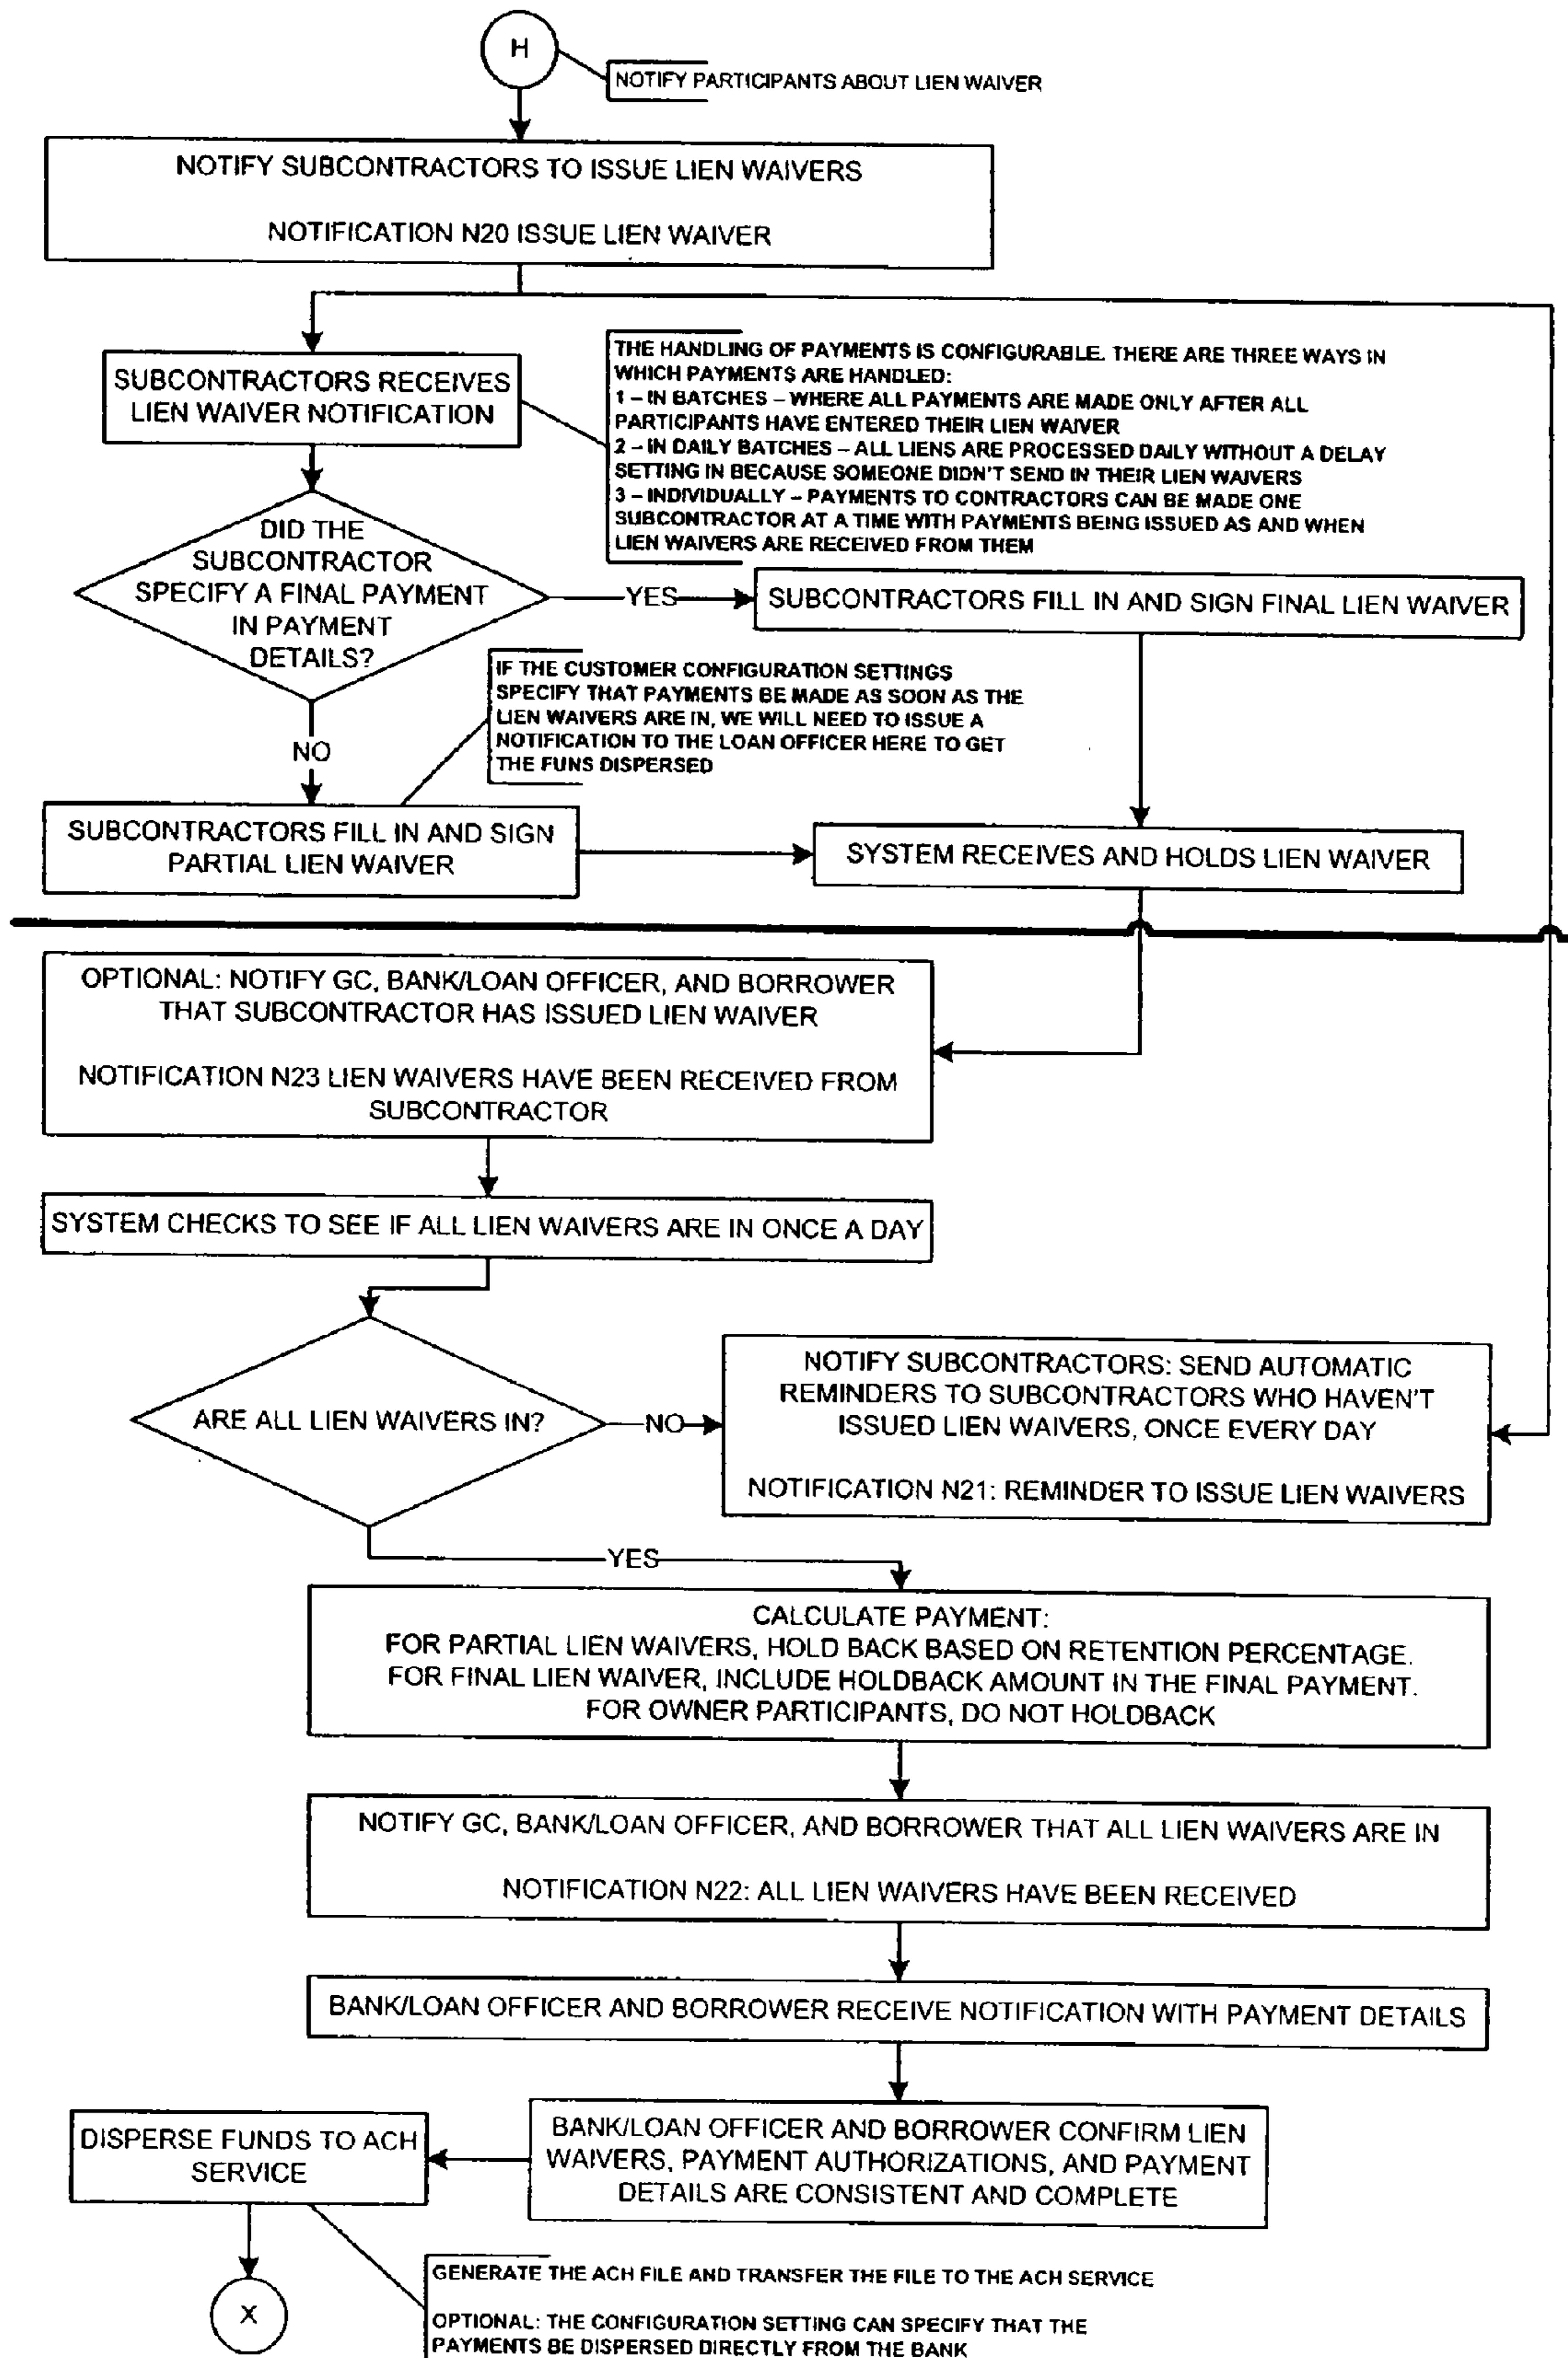 H
NOTIFY PARTICIPANTS ABOUT LIEN WAIVER
NOTIFY SUBCONTRACTORS TO ISSUE LIEN WAIVERS
NOTIFICATION N20 ISSUE LIEN WAIVER
SUBCONTRACTORS RECEIVES
LIEN WAIVER NOTIFICATION
THE HANDLING OF PAYMENTS IS CONFIGURABLE. THERE ARE THREE WAYS IN
WHICH PAYMENTS ARE HANDLED:
1 – IN BATCHES – WHERE ALL PAYMENTS ARE MADE ONLY AFTER ALL
PARTICIPANTS HAVE ENTERED THEIR LIEN WAIVER
2 – IN DAILY BATCHES – ALL LIENS ARE PROCESSED DAILY WITHOUT A DELAY
SETTING IN BECAUSE SOMEONE DIDN'T SEND IN THEIR LIEN WAIVERS
3 – INDIVIDUALLY – PAYMENTS TO CONTRACTORS CAN BE MADE ONE
SUBCONTRACTOR AT A TIME WITH PAYMENTS BEING ISSUED AS AND WHEN
LIEN WAIVERS ARE RECEIVED FROM THEM
DID THE
SUBCONTRACTOR
SPECIFY A FINAL PAYMENT
IN PAYMENT
DETAILS?
YES
SUBCONTRACTORS FILL IN AND SIGN FINAL LIEN WAIVER
IF THE CUSTOMER CONFIGURATION SETTINGS
SPECIFY THAT PAYMENTS BE MADE AS SOON AS THE
LIEN WAIVERS ARE IN, WE WILL NEED TO ISSUE A
NOTIFICATION TO THE LOAN OFFICER HERE TO GET
THE FUNS DISPERSED
NO
SUBCONTRACTORS FILL IN AND SIGN
PARTIAL LIEN WAIVER
SYSTEM RECEIVES AND HOLDS LIEN WAIVER
OPTIONAL: NOTIFY GC, BANK/LOAN OFFICER, AND BORROWER
THAT SUBCONTRACTOR HAS ISSUED LIEN WAIVER
NOTIFICATION N23 LIEN WAIVERS HAVE BEEN RECEIVED FROM
SUBCONTRACTOR
SYSTEM CHECKS TO SEE IF ALL LIEN WAIVERS ARE IN ONCE A DAY
ARE ALL LIEN WAIVERS IN?
NO
NOTIFY SUBCONTRACTORS: SEND AUTOMATIC
REMINDERS TO SUBCONTRACTORS WHO HAVEN'T
ISSUED LIEN WAIVERS, ONCE EVERY DAY
NOTIFICATION N21: REMINDER TO ISSUE LIEN WAIVERS
YES
CALCULATE PAYMENT:
FOR PARTIAL LIEN WAIVERS, HOLD BACK BASED ON RETENTION PERCENTAGE.
FOR FINAL LIEN WAIVER, INCLUDE HOLDBACK AMOUNT IN THE FINAL PAYMENT.
FOR OWNER PARTICIPANTS, DO NOT HOLDBACK
NOTIFY GC, BANK/LOAN OFFICER, AND BORROWER THAT ALL LIEN WAIVERS ARE IN
NOTIFICATION N22: ALL LIEN WAIVERS HAVE BEEN RECEIVED
BANK/LOAN OFFICER AND BORROWER RECEIVE NOTIFICATION WITH PAYMENT DETAILS
BANK/LOAN OFFICER AND BORROWER CONFIRM LIEN
WAIVERS, PAYMENT AUTHORIZATIONS, AND PAYMENT
DETAILS ARE CONSISTENT AND COMPLETE
DISPERSE FUNDS TO ACH
SERVICE
X
GENERATE THE ACH FILE AND TRANSFER THE FILE TO THE ACH SERVICE
OPTIONAL: THE CONFIGURATION SETTING CAN SPECIFY THAT THE
PAYMENTS BE DISPERSED DIRECTLY FROM THE BANK